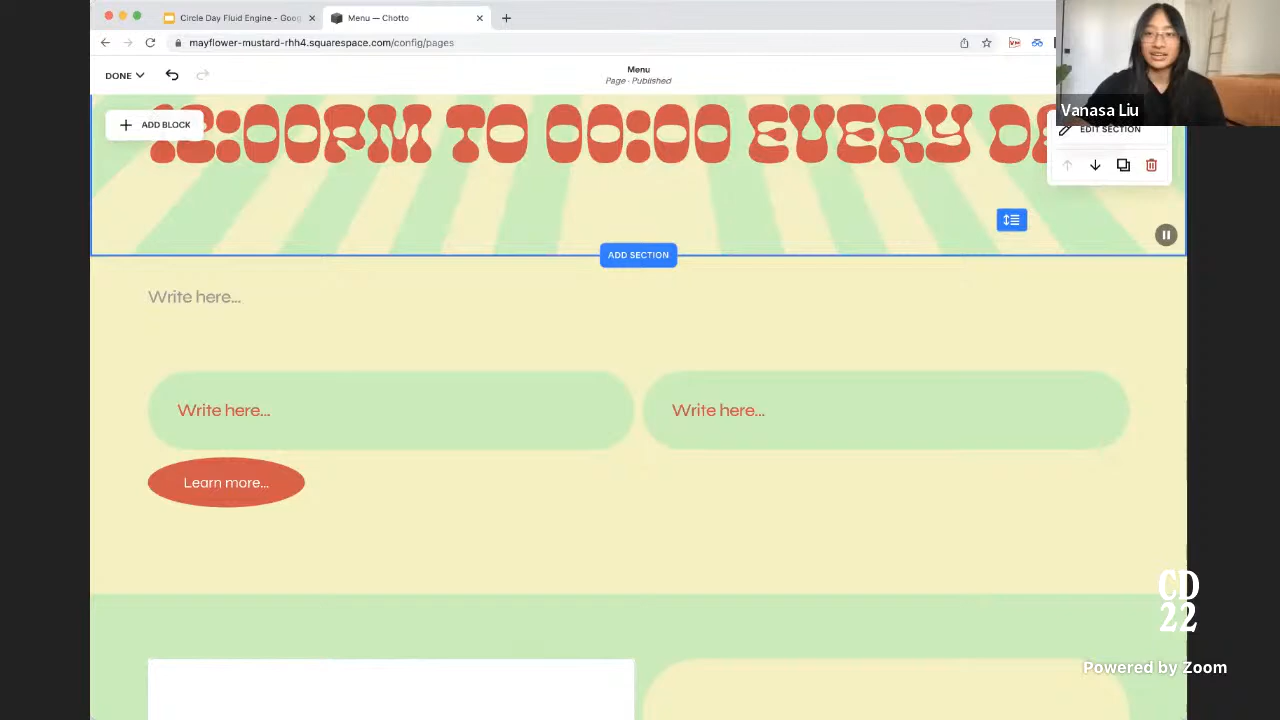 Circle Day Fluid Engine - Goog
Menu — Chotto
mayflower-mustard-rhh4.squarespace.com/config/pages
Vanasa Liu
DONE
Menu
Page · Published
ADD BLOCK
EDIT SECTION
12:00PM TO 00:00 EVERY
ADD SECTION
Write here...
Write here...
Write here...
Learn more...
CD
22
Powered by Zoom